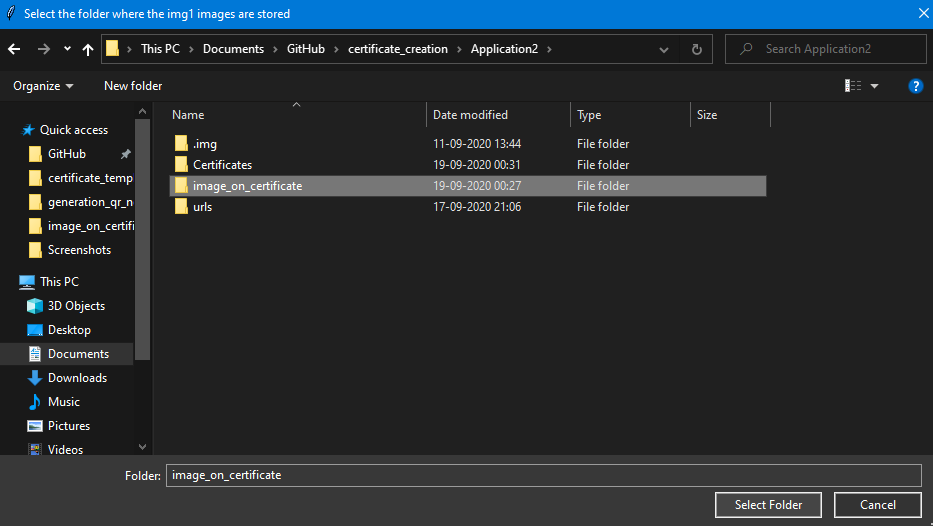 Select the folder where the img1 images are stored
This PC > Documents > GitHub > certificate_creation > Application2 >
Search Application2
Organize
New folder
Name
Date modified
Type
Size
Quick access
GitHub
certificate_temp
generation_qr_n
image_on_certifi
Screenshots
This PC
3D Objects
Desktop
Documents
Downloads
Music
Pictures
Videos
.img 11-09-2020 13:44 File folder
Certificates 19-09-2020 00:31 File folder
image_on_certificate 19-09-2020 00:27 File folder
urls 17-09-2020 21:06 File folder
Folder: image_on_certificate
Select Folder
Cancel